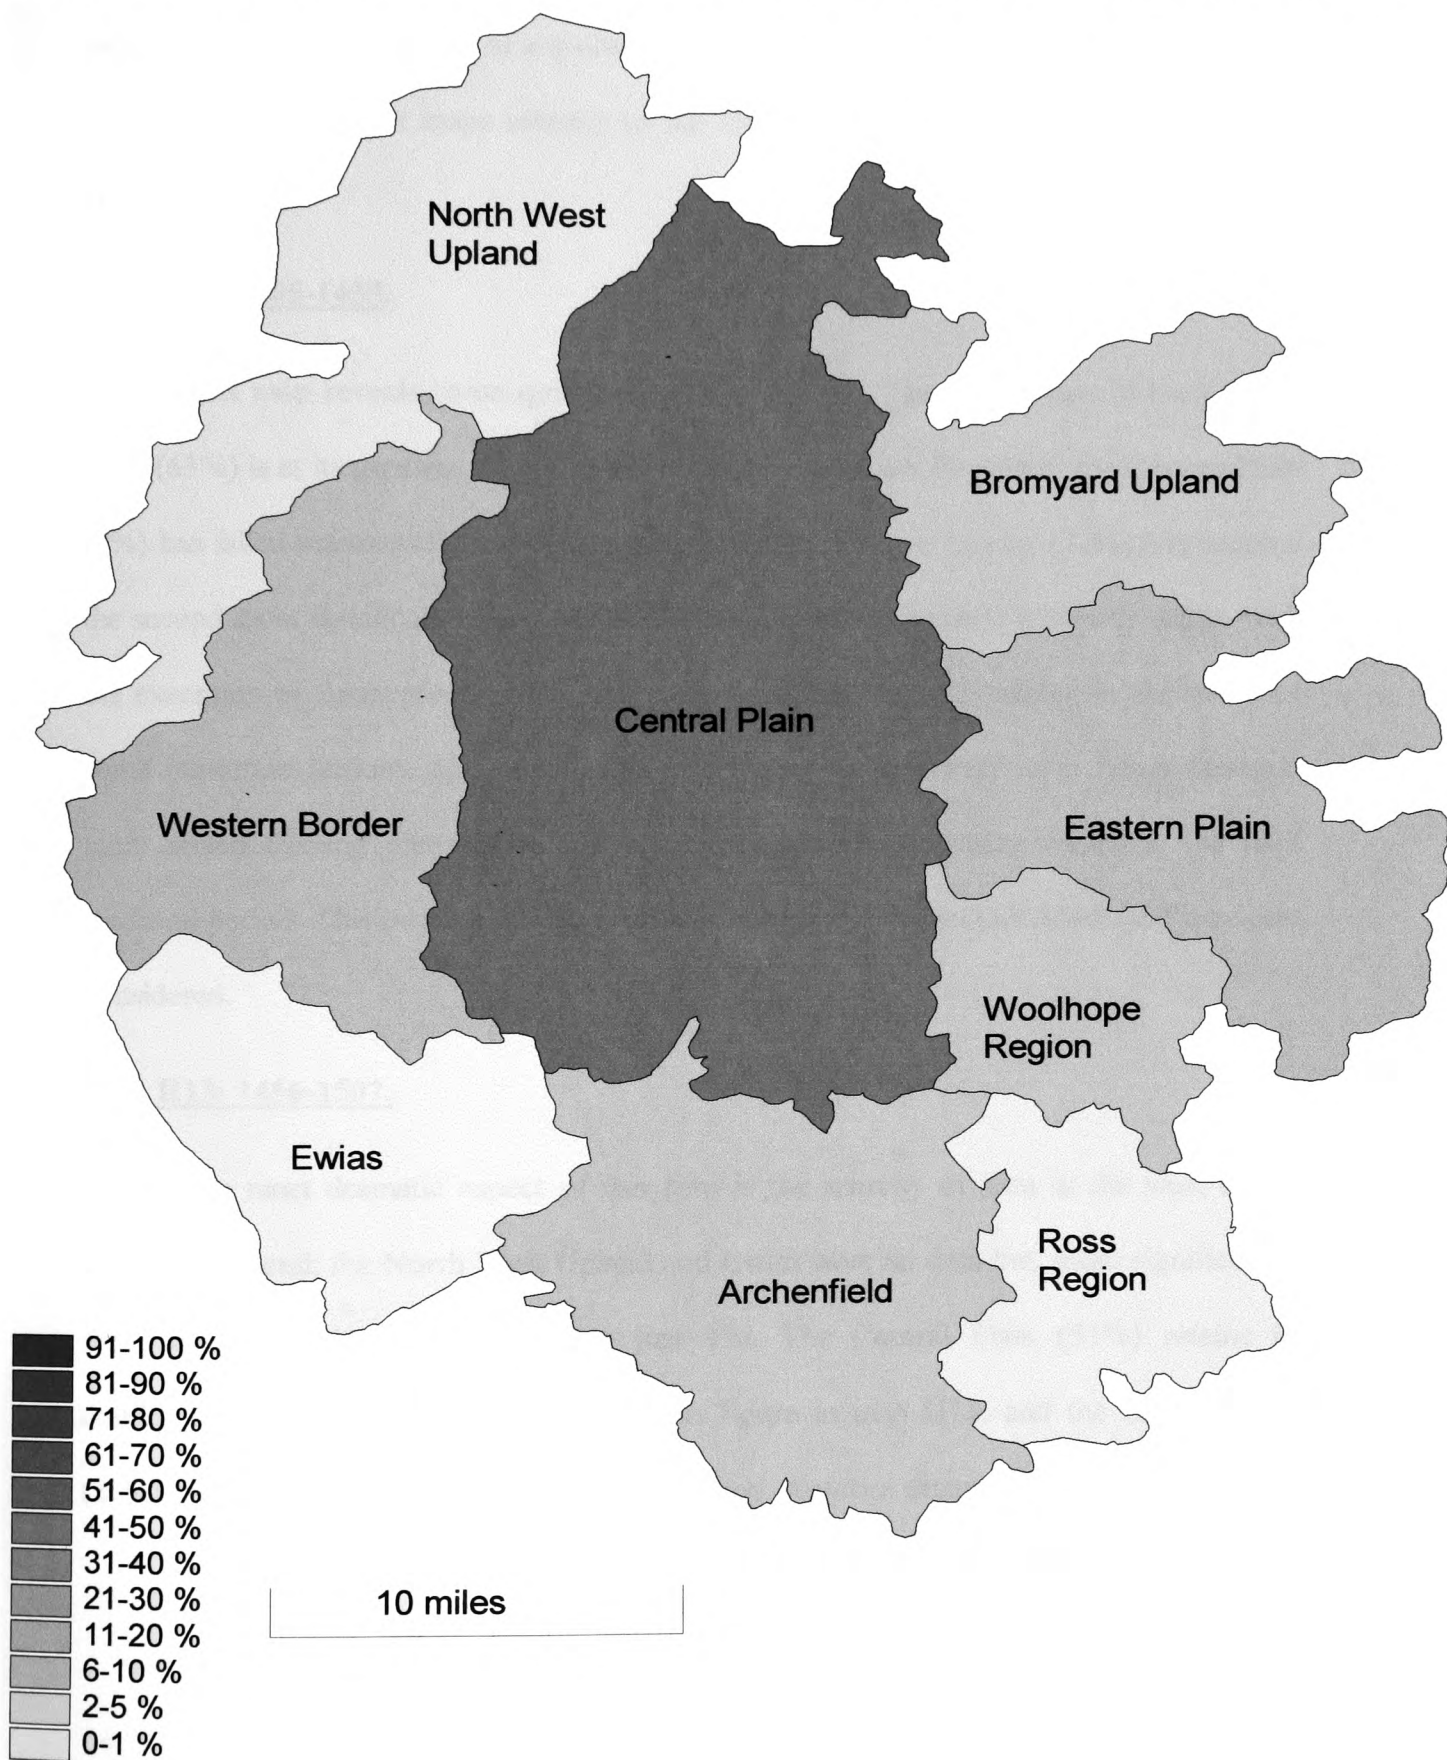 North West
Upland
Bromyard Upland
Central Plain
Western Border
Eastern Plain
Woolhope
Region
Ewias
Ross
Region
Archenfield
91-100 %
81-90 %
71-80 %
61-70 %
51-60 %
41-50 %
31-40 %
21-30 %
11-20 %
6-10 %
2-5 %
0-1 %
10 miles